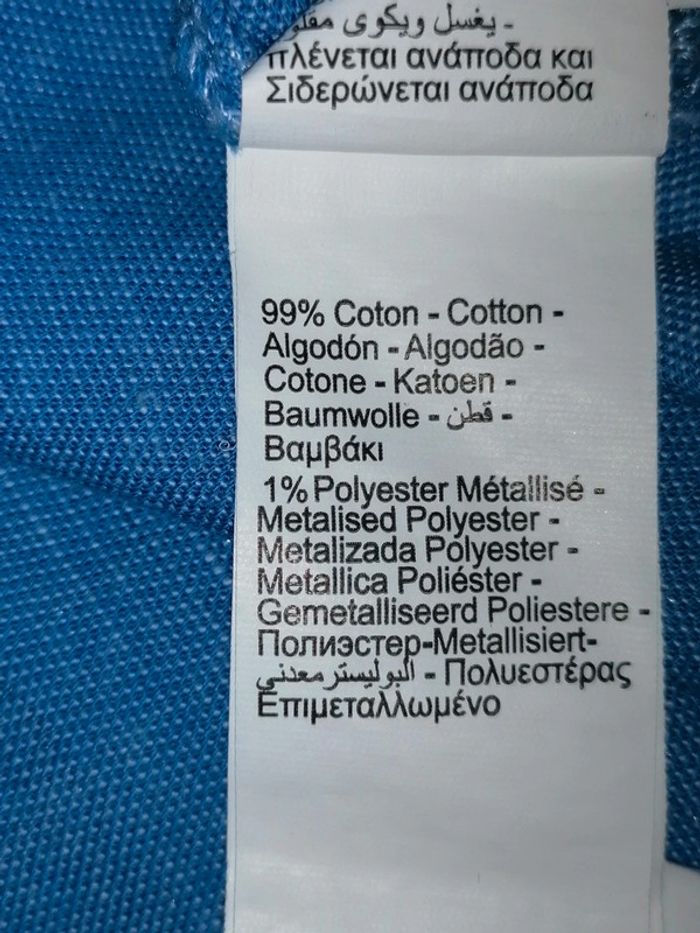 - يغسل ويكوى
πλένεται ανάποδα και
Σιδερώνεται ανάποδα
99% Coton - Cotton -
Algodón - Algodão -
Cotone - Katoen -
Baumwolle - قطن -
Βαμβάκι
1% Polyester Métallisé -
Metalised Polyester -
Metalizada Polyester -
Metallica Poliéster -
Gemetalliseerd Poliestere -
Полиэстер-Metallisiert-
البوليستر معدني - Πολυεστέρας
Επιμεταλλωμένο